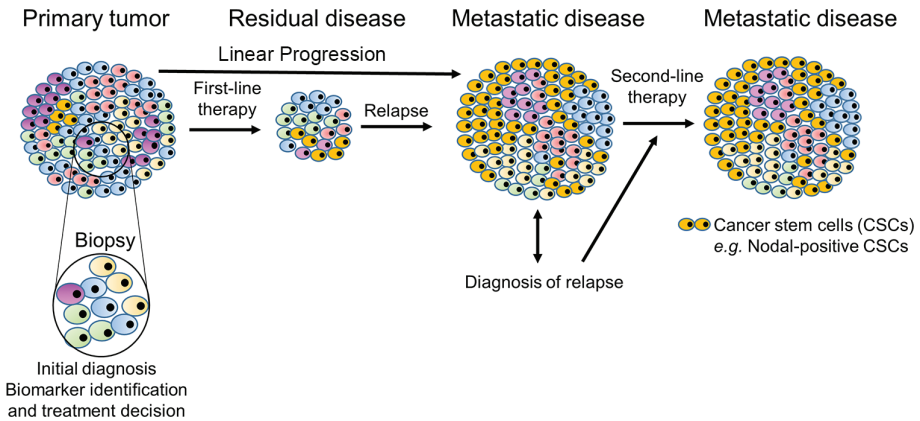 Primary tumor
Residual disease
Metastatic disease
Metastatic disease
Linear Progression
First-line
therapy
Relapse
Second-line
therapy
Cancer stem cells (CSCs)
e.g. Nodal-positive CSCs
Biopsy
Diagnosis of relapse
Initial diagnosis
Biomarker identification
and treatment decision